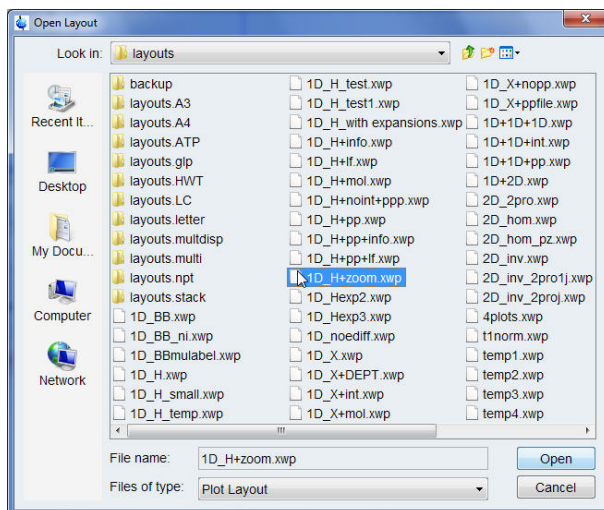 Open Layout
Look in: layouts
Recent It...
Desktop
My Docu...
Computer
Network
backup
layouts.A3
layouts.A4
layouts.ATP
layouts.glp
layouts.HWT
layouts.LC
layouts.letter
layouts.multdisp
layouts.multi
layouts.npt
layouts.stack
1D_BB.xwp
1D_BB_ni.xwp
1D_BBmulabel.xwp
1D_H.xwp
1D_H_small.xwp
1D_H_temp.xwp
1D_H_test.xwp
1D_H_test1.xwp
1D_H_with expansions.xwp
1D_H+info.xwp
1D_H+lf.xwp
1D_H+mol.xwp
1D_H+noint+ppp.xwp
1D_H+pp.xwp
1D_H+pp+info.xwp
1D_H+pp+lf.xwp
1D_H+zoom.xwp
1D_Hexp2.xwp
1D_Hexp3.xwp
1D_noediff.xwp
1D_X.xwp
1D_X+DEPT.xwp
1D_X+int.xwp
1D_X+mol.xwp
1D_X+nopp.xwp
1D_X+ppfile.xwp
1D+1D+1D.xwp
1D+1D+int.xwp
1D+1D+pp.xwp
1D+2D.xwp
2D_2pro.xwp
2D_hom.xwp
2D_hom_pz.xwp
2D_inv.xwp
2D_inv_2pro1j.xwp
2D_inv_2proj.xwp
4plots.xwp
t1norm.xwp
temp1.xwp
temp2.xwp
temp3.xwp
temp4.xwp
File name: 1D_H+zoom.xwp
Open
Files of type: Plot Layout
Cancel